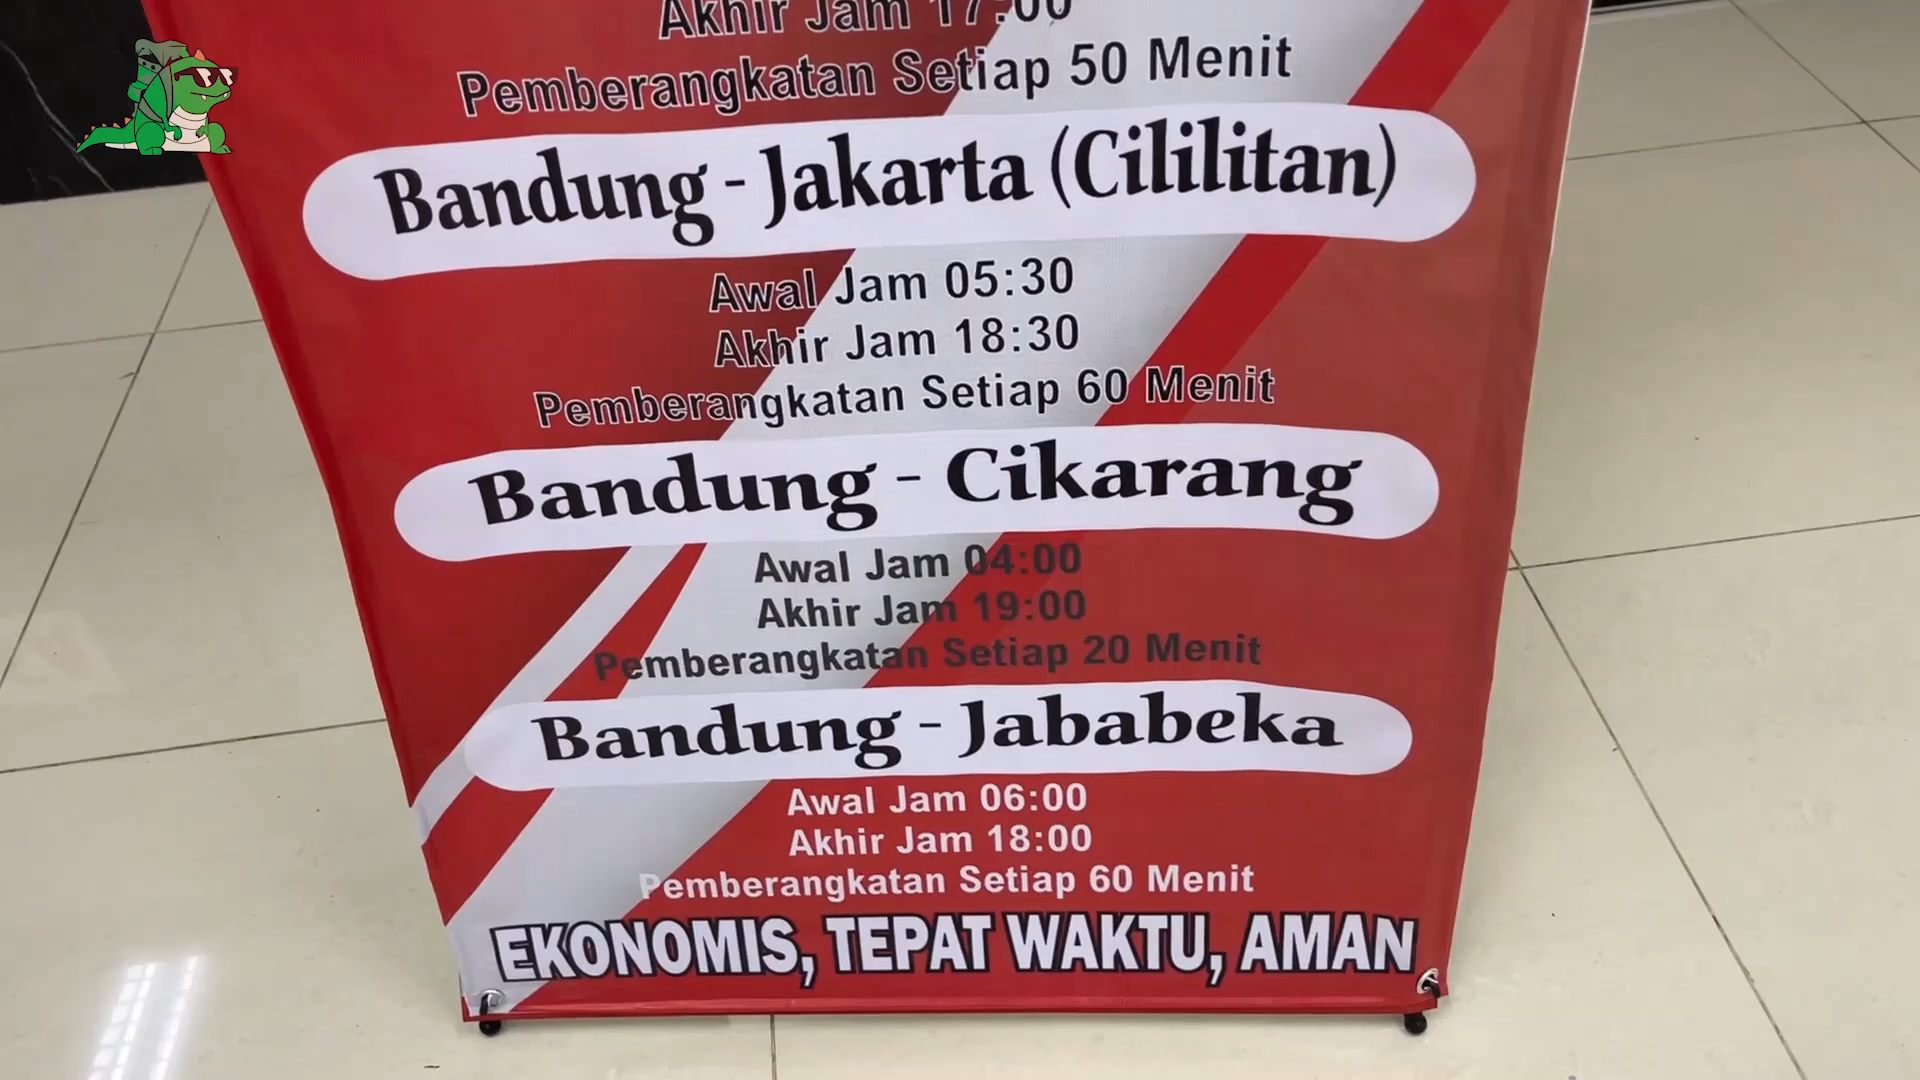 Akhir Jam 17:00
Pemberangkatan Setiap 50 Menit
Bandung - Jakarta (Cililitan)
Awal Jam 05:30
Akhir Jam 18:30
Pemberangkatan Setiap 60 Menit
Bandung - Cikarang
Awal Jam 04:00
Akhir Jam 19:00
Pemberangkatan Setiap 20 Menit
Bandung - Jababeka
Awal Jam 06:00
Akhir Jam 18:00
Pemberangkatan Setiap 60 Menit
EKONOMIS, TEPAT WAKTU, AMAN